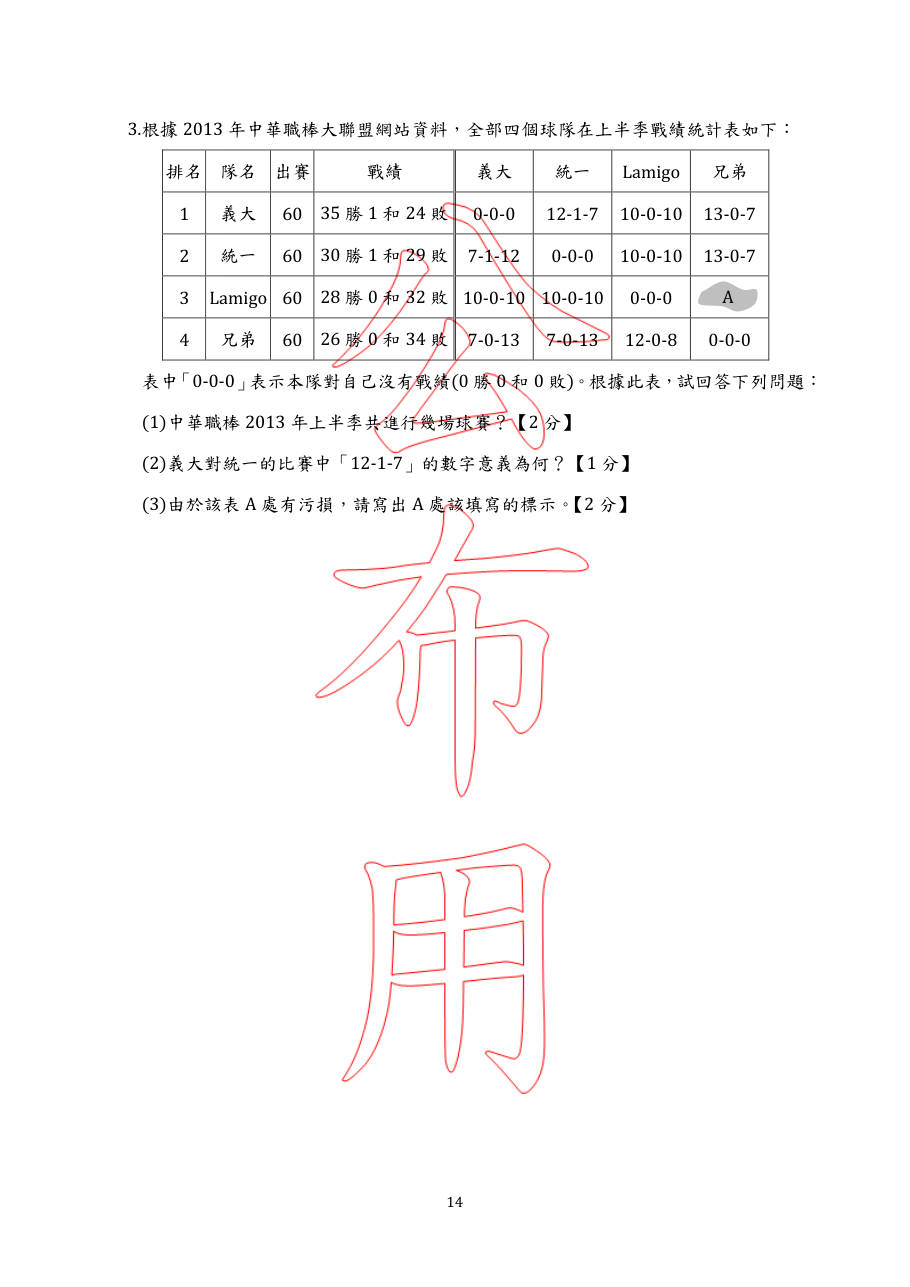 3.根據 2013 年中華職棒大聯盟網站資料，全部四個球隊在上半季戰績統計表如下：
排名 隊名 出賽 戰績 義大 統一 Lamigo 兄弟
1 義大 60 35 勝 1 和 24 敗 0-0-0 12-1-7 10-0-10 13-0-7
2 統一 60 30 勝 1 和 29 敗 7-1-12 0-0-0 10-0-10 13-0-7
3 Lamigo 60 28 勝 0 和 32 敗 10-0-10 10-0-10 0-0-0 A
4 兄弟 60 26 勝 0 和 34 敗 7-0-13 7-0-13 12-0-8 0-0-0
表中「0-0-0」表示本隊對自己沒有戰績(0 勝 0 和 0 敗)。根據此表，試回答下列問題：
(1)中華職棒 2013 年上半季共進行幾場球賽？【2 分】
(2)義大對統一的比賽中「12-1-7」的數字意義為何？【1 分】
(3)由於該表 A 處有污損，請寫出 A 處該填寫的標示。【2 分】
公
布
用
14